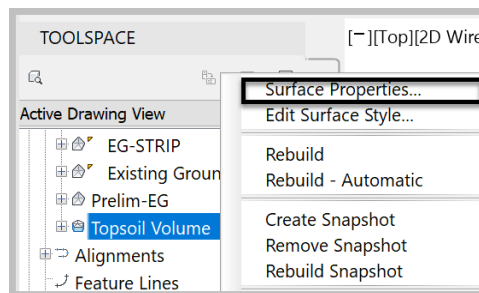 TOOLSPACE
[−][Top][2D Wire
Active Drawing View
EG-STRIP
Existing Groun
Prelim-EG
Topsoil Volume
Alignments
Feature Lines
Surface Properties...
Edit Surface Style...
Rebuild
Rebuild - Automatic
Create Snapshot
Remove Snapshot
Rebuild Snapshot